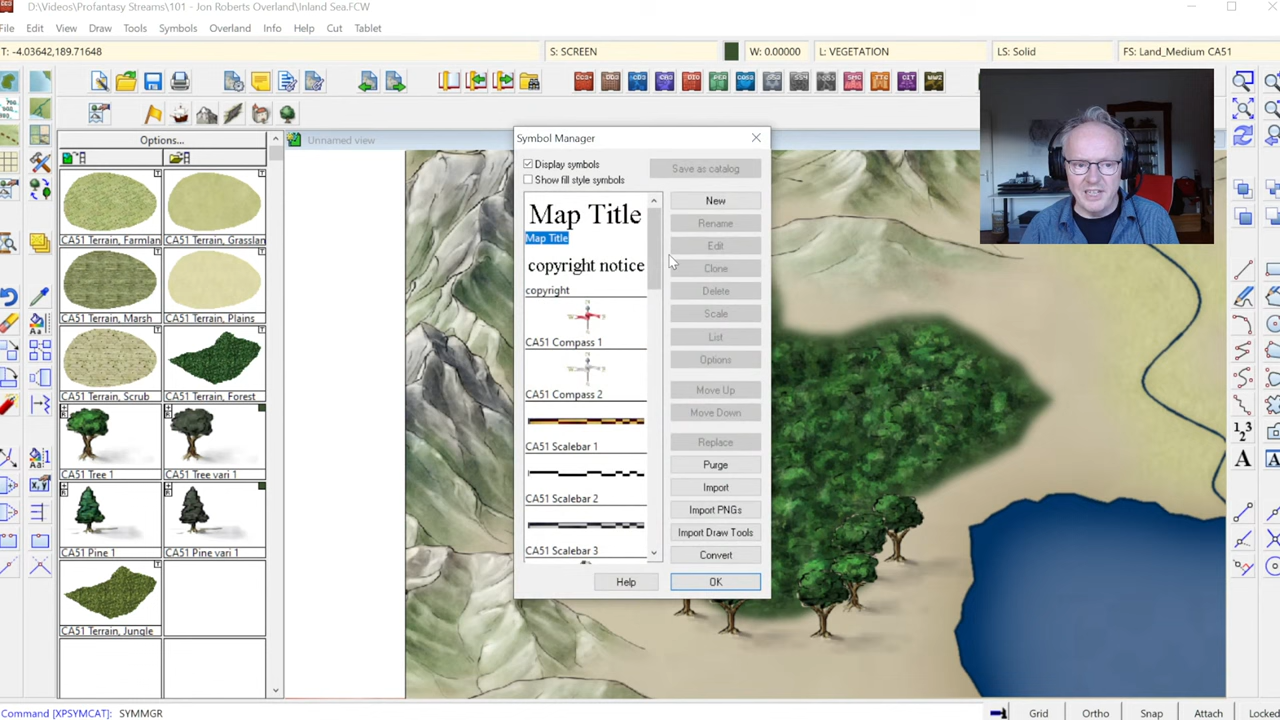 D:\Videos\Profantasy Streams\101 - Jon Roberts Overland\Inland Sea.FCW
File Edit View Draw Tools Symbols Overland Info Help Cut Tablet
T: -4.03642,189.71648 S: SCREEN W: 0.00000 L: VEGETATION LS: Solid FS: Land_Medium CA51
Options...
Unnamed view
CA51 Terrain, Farmlan CA51 Terrain, Grasslan
CA51 Terrain, Marsh CA51 Terrain, Plains
CA51 Terrain, Scrub CA51 Terrain, Forest
CA51 Tree 1 CA51 Tree vari 1
CA51 Pine 1 CA51 Pine vari 1
CA51 Terrain, Jungle
Symbol Manager
Display symbols
Show fill style symbols
Save as catalog
Map Title
Map Title
copyright notice
copyright
CA51 Compass 1
CA51 Compass 2
CA51 Scalebar 1
CA51 Scalebar 2
CA51 Scalebar 3
New
Rename
Edit
Clone
Delete
Scale
List
Options
Move Up
Move Down
Replace
Purge
Import
Import PNGs
Import Draw Tools
Convert
Help OK
Command [XPSYMCAT]: SYMMGR
Grid Ortho Snap Attach Locked